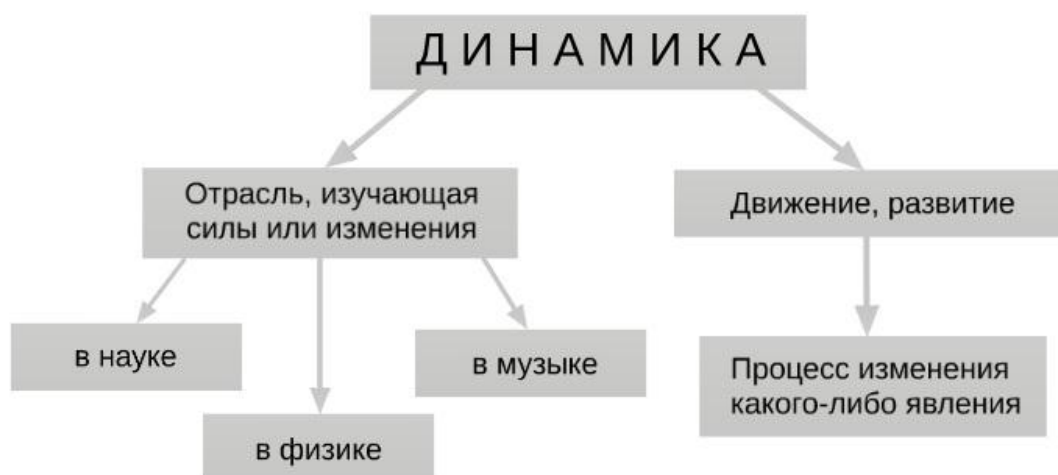 ДИНАМИКА
Отрасль, изучающая
силы или изменения
Движение, развитие
в науке
в физике
в музыке
Процесс изменения
какого-либо явления